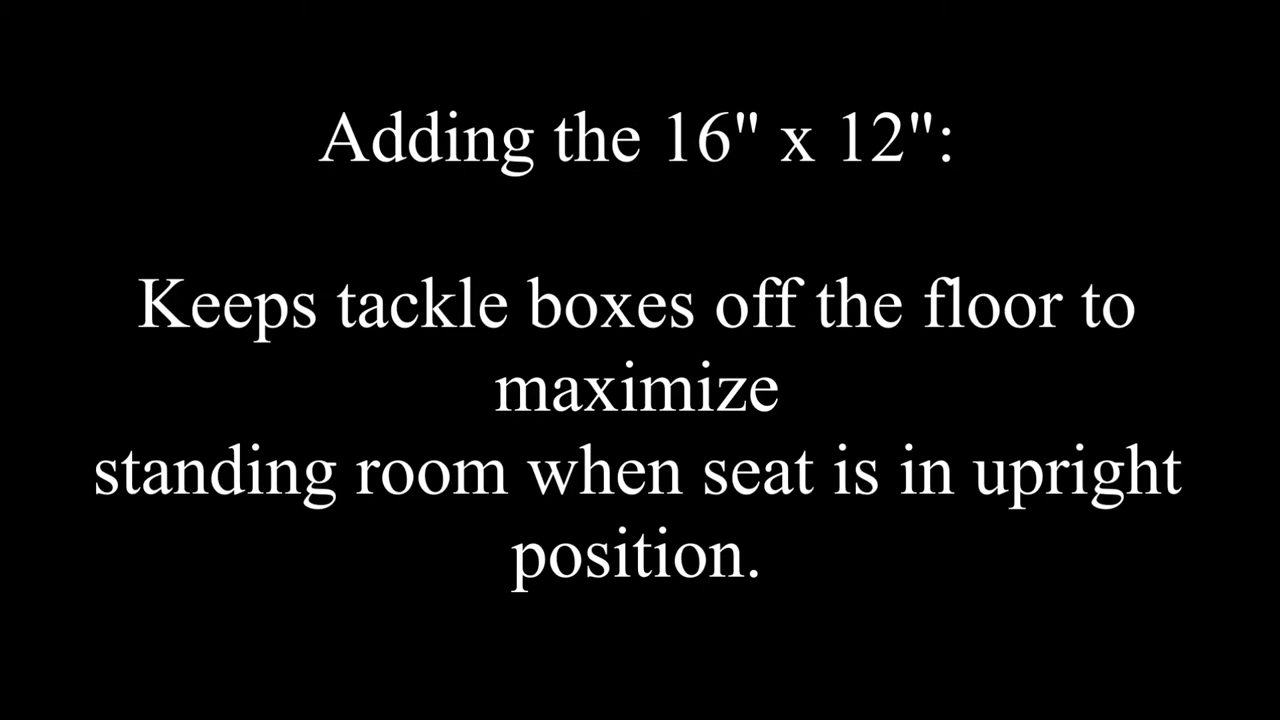 Adding the 16" x 12":
Keeps tackle boxes off the floor to
maximize
standing room when seat is in upright
position.